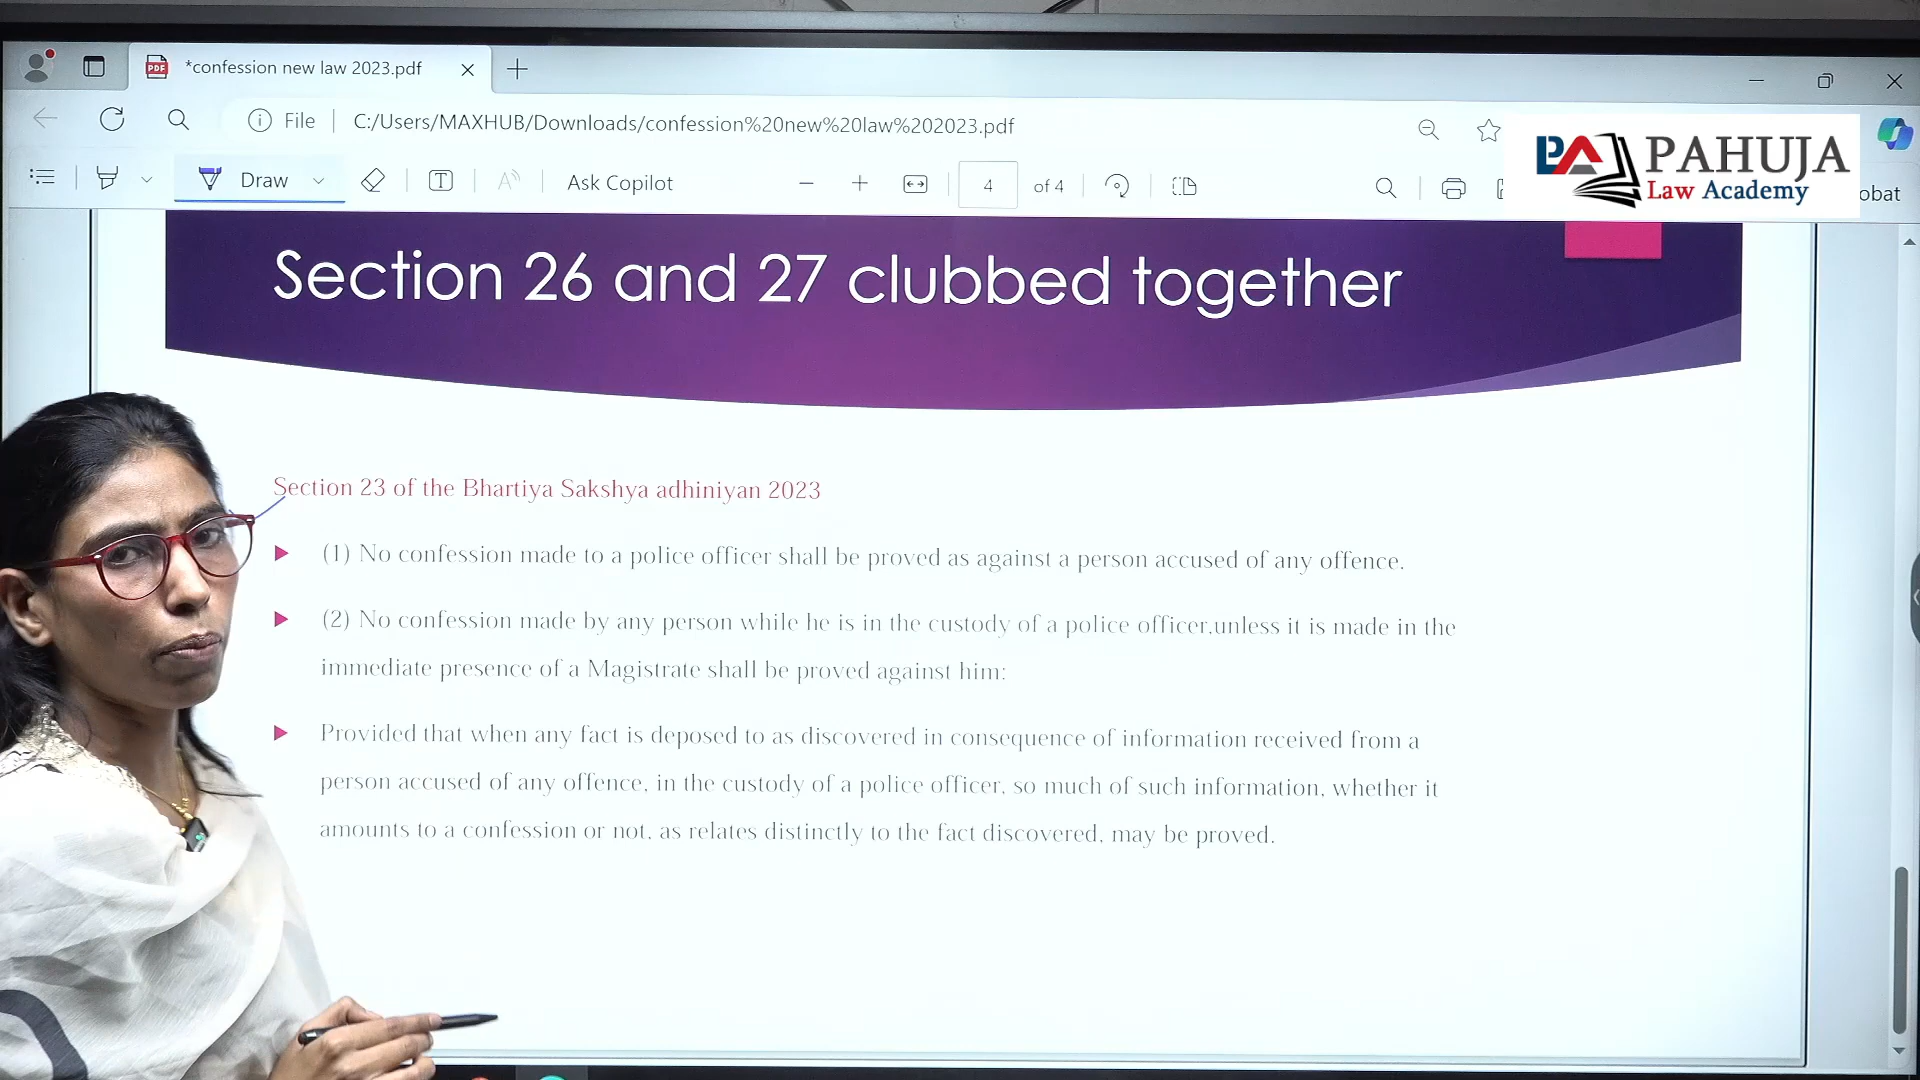 *confession new law 2023.pdf
File
C:/Users/MAXHUB/Downloads/confession%20new%20law%202023.pdf
PAHUJA
Law Academy
Draw
Ask Copilot
4
of 4
obat
Section 26 and 27 clubbed together
Section 23 of the Bhartiya Sakshya adhiniyan 2023
(1) No confession made to a police officer shall be proved as against a person accused of any offence.
(2) No confession made by any person while he is in the custody of a police officer,unless it is made in the
immediate presence of a Magistrate shall be proved against him:
Provided that when any fact is deposed to as discovered in consequence of information received from a
person accused of any offence, in the custody of a police officer, so much of such information, whether it
amounts to a confession or not, as relates distinctly to the fact discovered, may be proved.